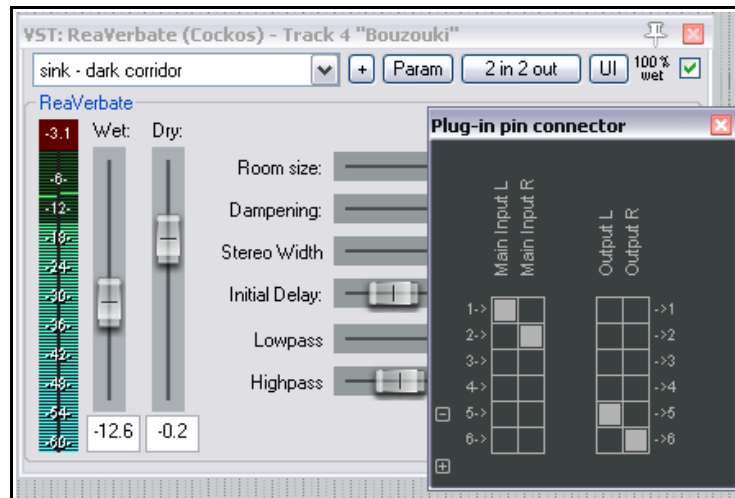 VST: ReaVerbate (Cockos) - Track 4 "Bouzouki"
sink - dark corridor
+
Param
2 in 2 out
UI
100 %
wet
ReaVerbate
-3.1
Wet:
Dry:
-6-
-12-
-18-
-24-
-30-
-36-
-42-
-48-
-54-
-60-
-12.6
-0.2
Room size:
Dampening:
Stereo Width
Initial Delay:
Lowpass
Highpass
Plug-in pin connector
Main Input L
Main Input R
Output L
Output R
1->
2->
3->
4->
5->
6->
->1
->2
->3
->4
->5
->6